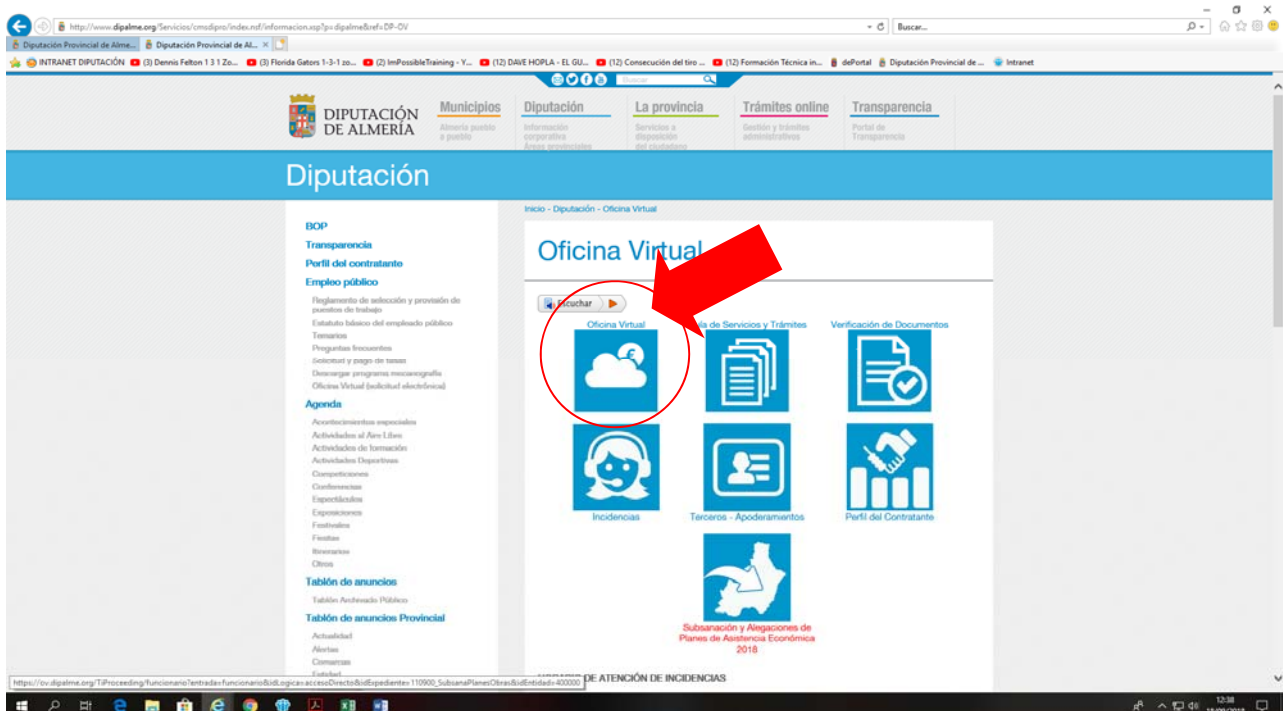 http://www.dipalme.org/Servicios/cmsdipro/index.nsf/informacion.xsp?p=dipalme&ref=DP-OV
Buscar...
Diputación Provincial de Alme...
Diputación Provincial de Al...
INTRANET DIPUTACIÓN
(3) Dennis Felton 1 3 1 Zo...
(3) Florida Gators 1-3-1 zo...
(2) ImPossibleTraining - Y...
(12) DAVE HOPLA - EL GU...
(12) Consecución del tiro ...
(12) Formación Técnica in...
dePortal
Diputación Provincial de ...
Intranet
Buscar
DIPUTACIÓN
DE ALMERÍA
Municipios
Almería pueblo
a pueblo
Diputación
Información
corporativa
Áreas provinciales
La provincia
Servicios a
disposición
del ciudadano
Trámites online
Gestión y trámites
administrativos
Transparencia
Portal de
Transparencia
Diputación
Inicio - Diputación - Oficina Virtual
BOP
Transparencia
Perfil del contratante
Empleo público
Reglamento de selección y provisión de
puestos de trabajo
Estatuto básico del empleado público
Temarios
Preguntas frecuentes
Solicitud y pago de tasas
Descargar programa mecanografía
Oficina Virtual (solicitud electrónica)
Agenda
Acontecimientos especiales
Actividades al Aire Libre
Actividades de formación
Actividades Deportivas
Competiciones
Conferencias
Espectáculos
Exposiciones
Festivales
Fiestas
Itinerarios
Otros
Tablón de anuncios
Tablón Archivado Público
Tablón de anuncios Provincial
Actualidad
Alertas
Comarcas
Entidad
Oficina Virtual
Escuchar
Oficina Virtual
ía de Servicios y Trámites
Verificación de Documentos
Incidencias
Terceros - Apoderamientos
Perfil del Contratante
Subsanación y Alegaciones de
Planes de Asistencia Económica
2018
DE ATENCIÓN DE INCIDENCIAS
https://ov.dipalme.org/TiProceeding/funcionario?entrada=funcionario&idLogica=accesoDirecto&idExpediente=110900_SubsanaPlanesObras&idEntidad=400000
12:38